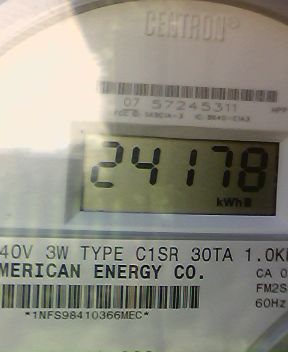 CENTRON®
07 57245311
24178
kWh
40V 3W TYPE C1SR 30TA 1.0K
MERICAN ENERGY CO.
CA 0
FM2S
60Hz
*1NFS98410366MEC*